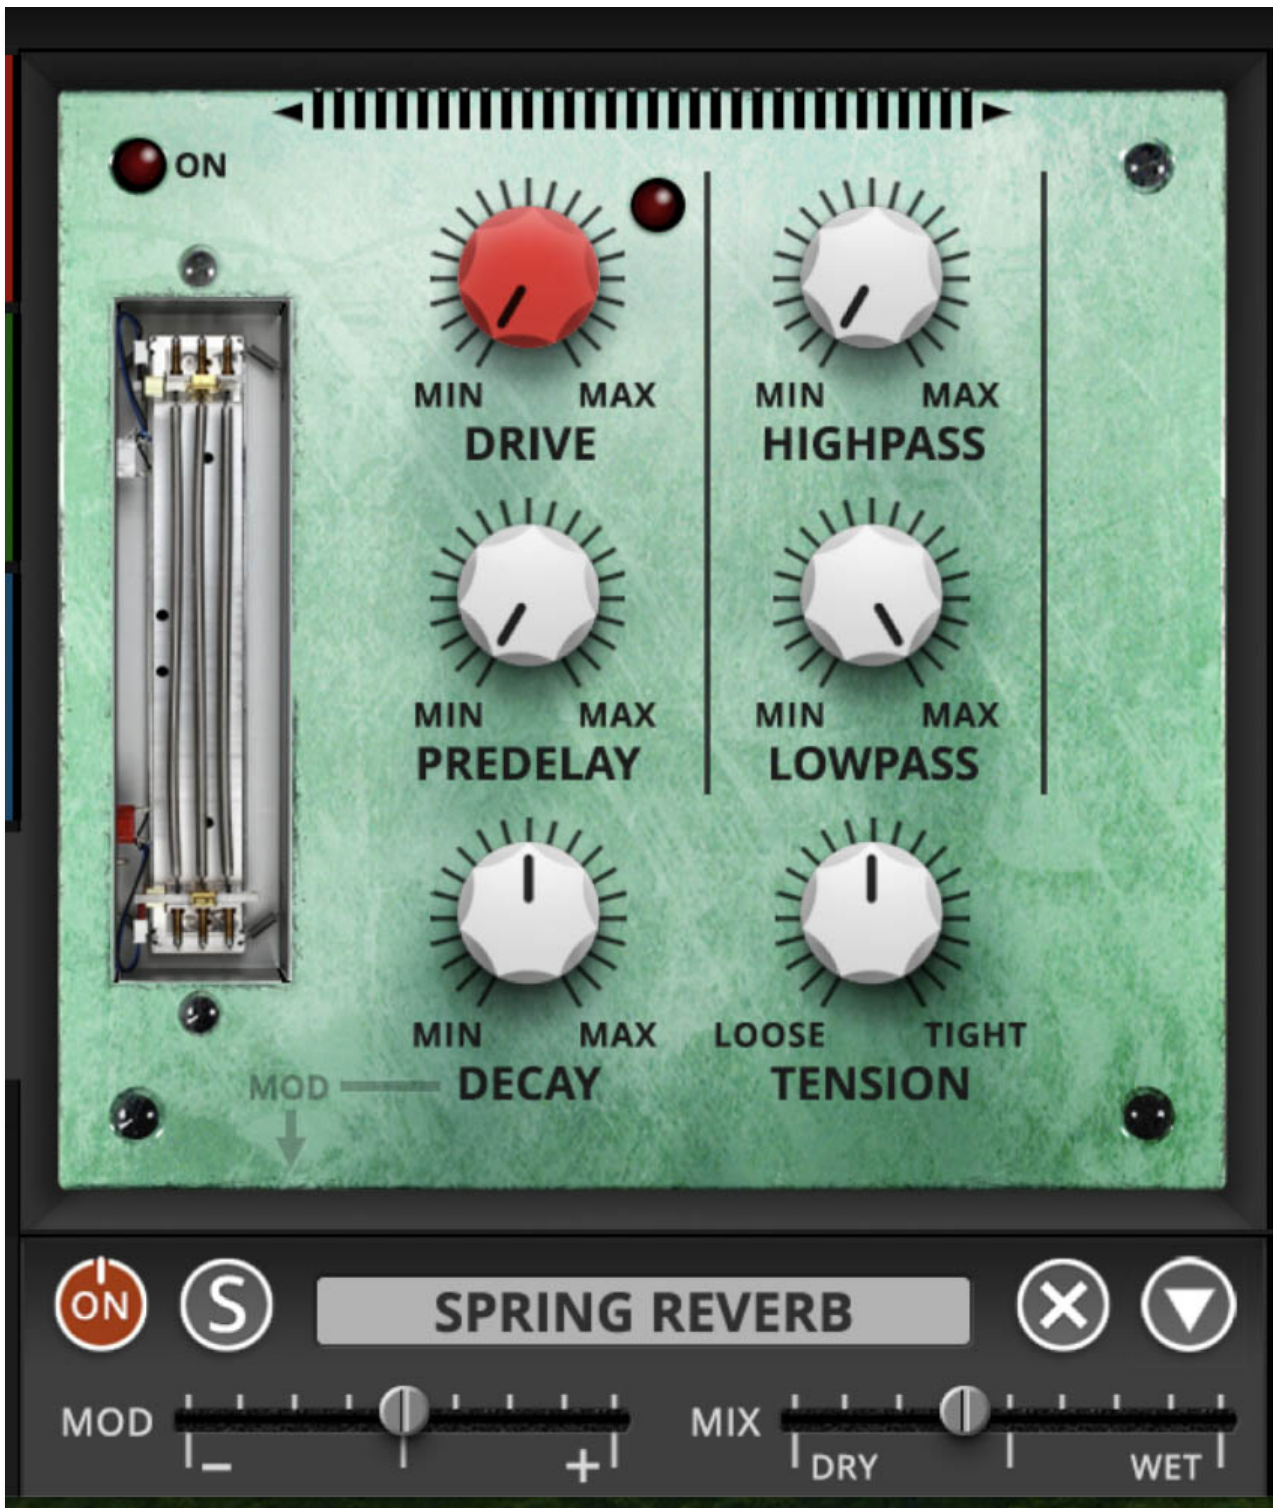 ON
MIN MAX
DRIVE
MIN MAX
HIGHPASS
MIN MAX
PREDELAY
MIN MAX
LOWPASS
MIN MAX
DECAY
LOOSE TIGHT
TENSION
MOD
ON
S
SPRING REVERB
MOD
- +
MIX
DRY WET